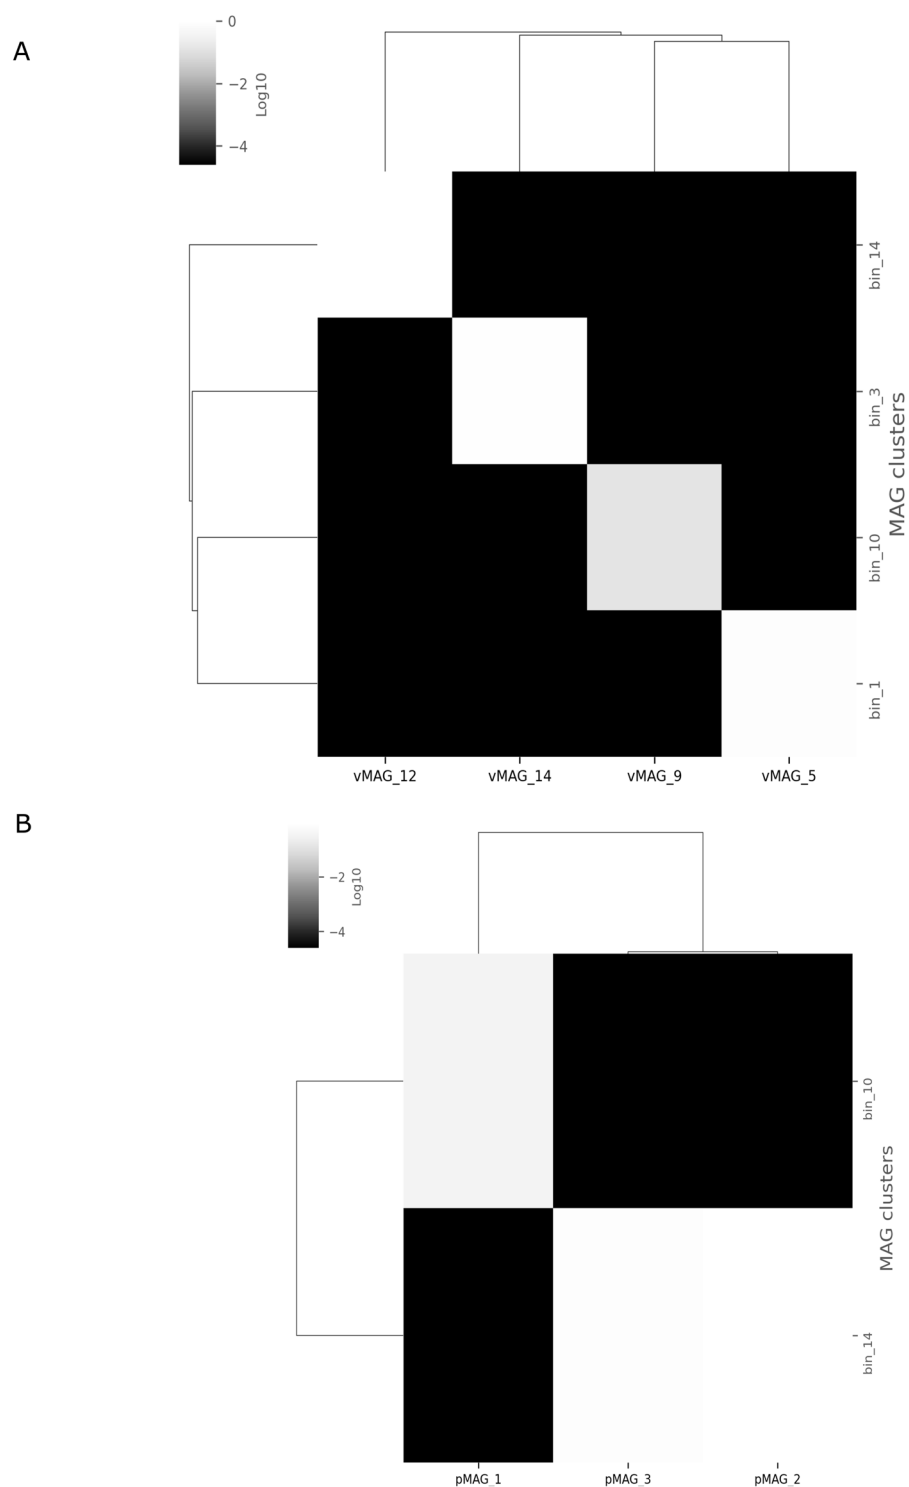 A
0
−2
−4
Log10
bin_14
bin_3
bin_10
bin_1
MAG clusters
vMAG_12 vMAG_14 vMAG_9 vMAG_5
B
−2
−4
Log10
bin_10
bin_14
MAG clusters
pMAG_1 pMAG_3 pMAG_2